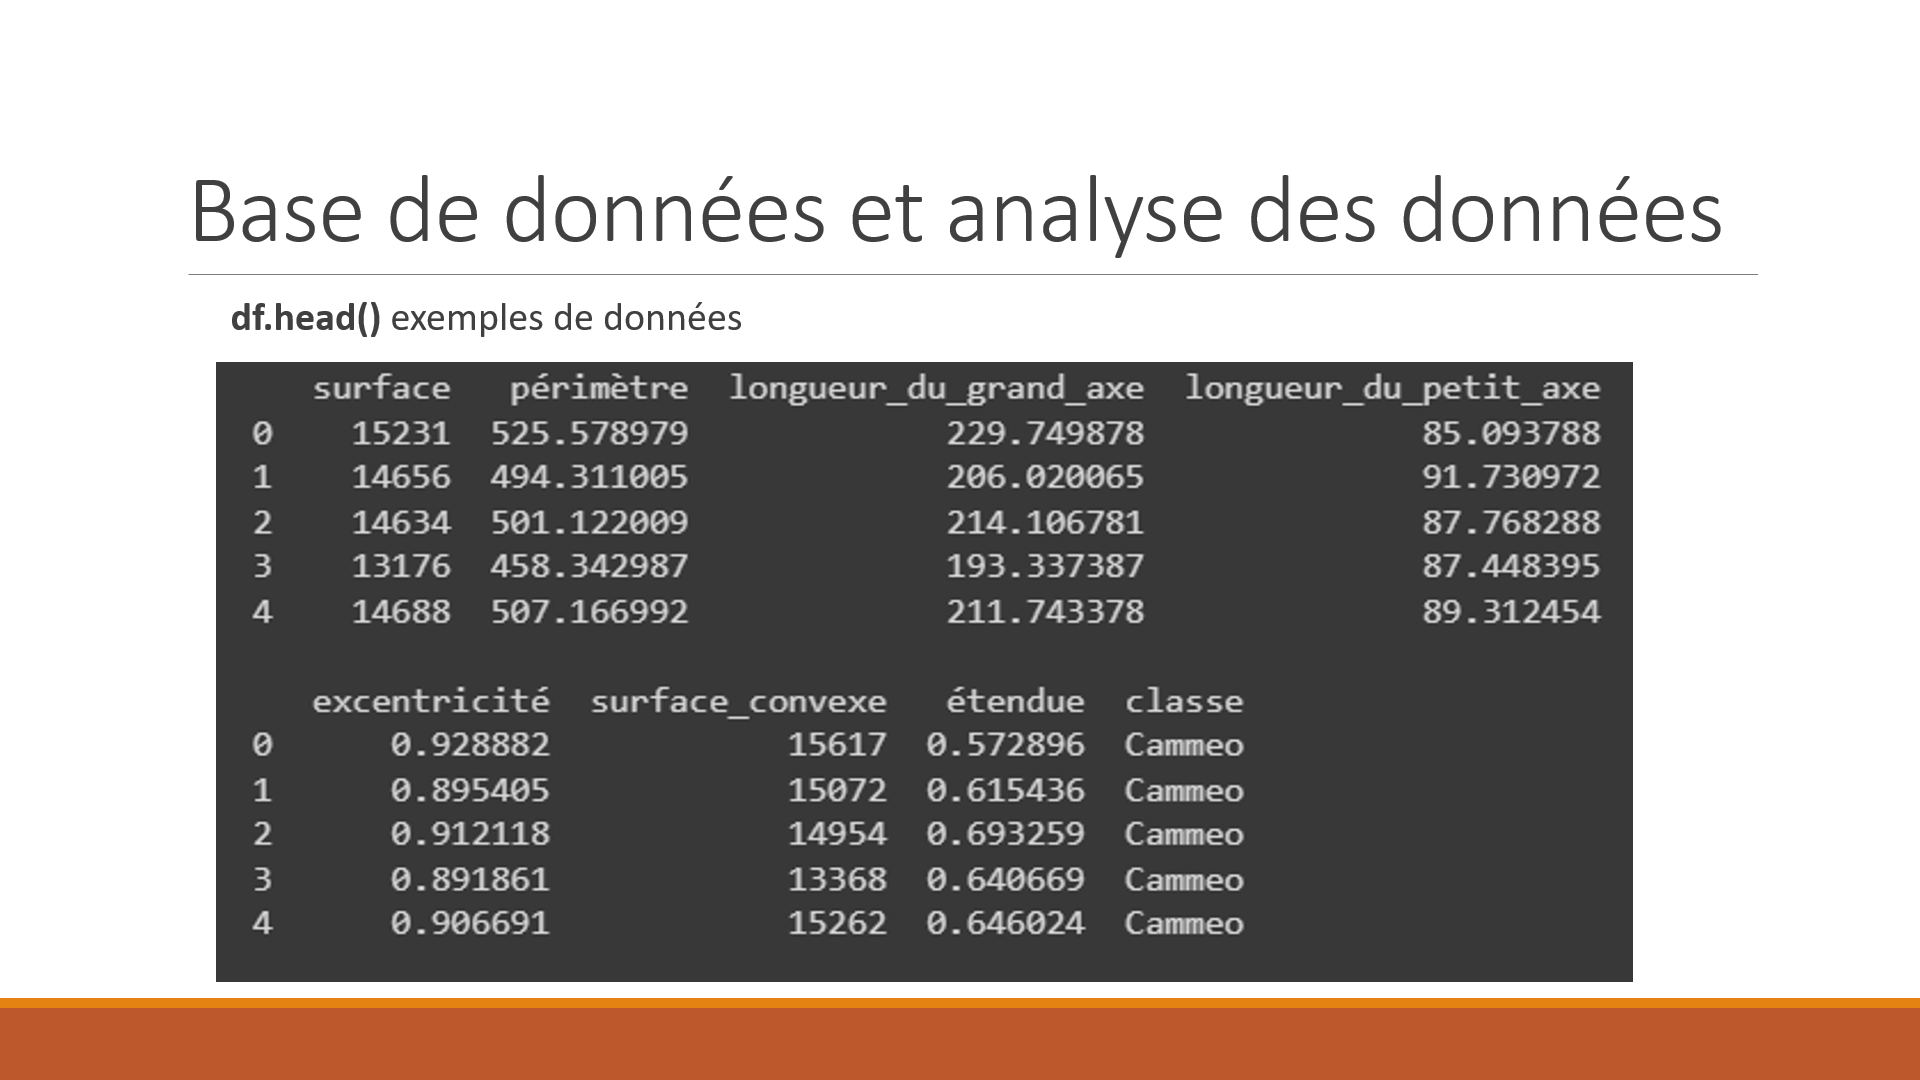 Base de données et analyse des données
df.head() exemples de données
surface périmètre longueur_du_grand_axe longueur_du_petit_axe
0 15231 525.578979 229.749878 85.093788
1 14656 494.311005 206.020065 91.730972
2 14634 501.122009 214.106781 87.768288
3 13176 458.342987 193.337387 87.448395
4 14688 507.166992 211.743378 89.312454
excentricité surface_convexe étendue classe
0 0.928882 15617 0.572896 Cammeo
1 0.895405 15072 0.615436 Cammeo
2 0.912118 14954 0.693259 Cammeo
3 0.891861 13368 0.640669 Cammeo
4 0.906691 15262 0.646024 Cammeo